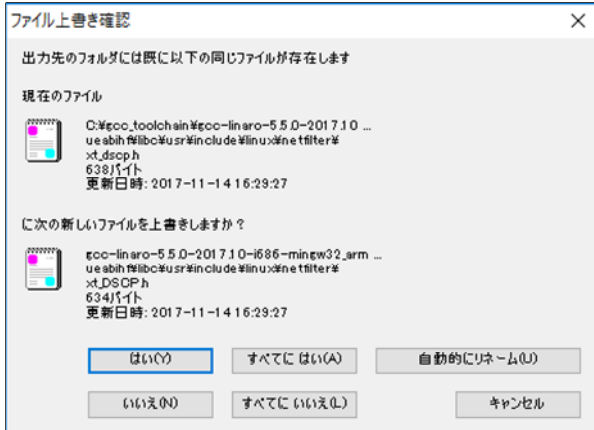 ファイル上書き確認
出力先のフォルダには既に以下の同じファイルが存在します
現在のファイル
C:¥gcc_toolchain¥gcc-linaro-5.5.0-2017.10 ...
ueabihf¥libc¥usr¥include¥linux¥netfilter¥
xt_dscp.h
638バイト
更新日時: 2017-11-14 16:29:27
に次の新しいファイルを上書きしますか？
gcc-linaro-5.5.0-2017.10-i686-mingw32_arm ...
ueabihf¥libc¥usr¥include¥linux¥netfilter¥
xt_DSCP.h
634バイト
更新日時: 2017-11-14 16:29:27
はい(Y) すべてに はい(A) 自動的にリネーム(U)
いいえ(N) すべてに いいえ(L) キャンセル